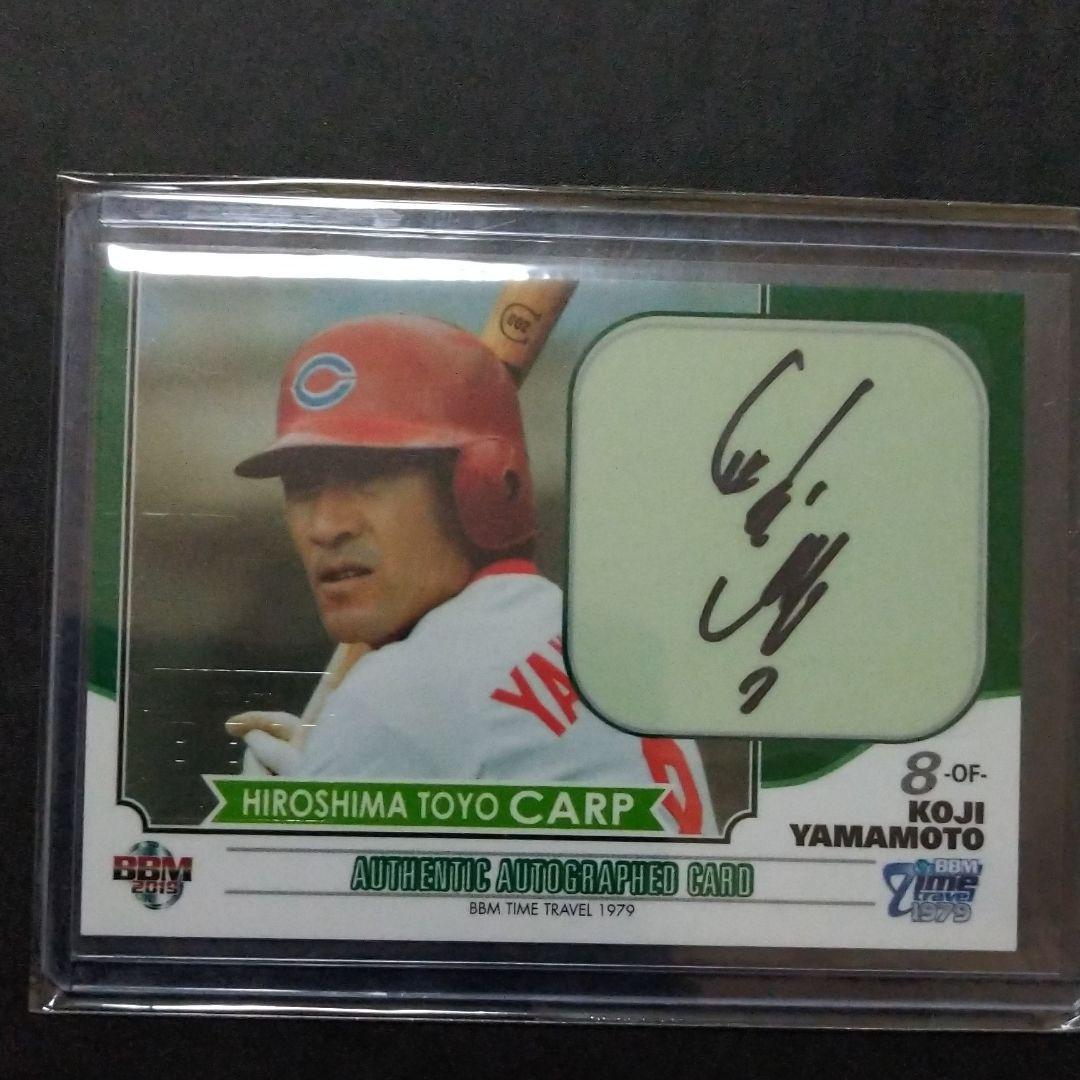 YA
HIROSHIMA TOYO CARP
8 -OF-
KOJI
YAMAMOTO
BBM
2019
AUTHENTIC AUTOGRAPHED CARD
BBM TIME TRAVEL 1979
BBM
Time
Travel
1979